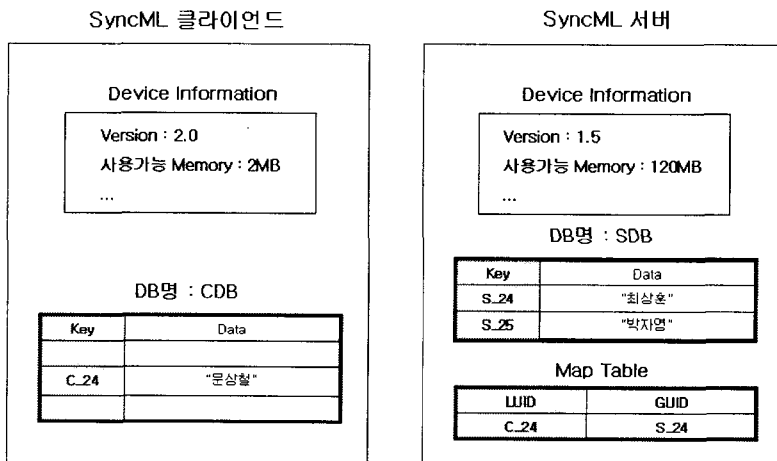 SyncML 클라이언트
Device Information
Version : 2.0
사용가능 Memory : 2MB
...
DB명 : CDB
Key Data
C_24 "문상철"
SyncML 서버
Device Information
Version : 1.5
사용가능 Memory : 120MB
...
DB명 : SDB
Key Data
S_24 "최상훈"
S_25 "박자영"
Map Table
LUID GUID
C_24 S_24